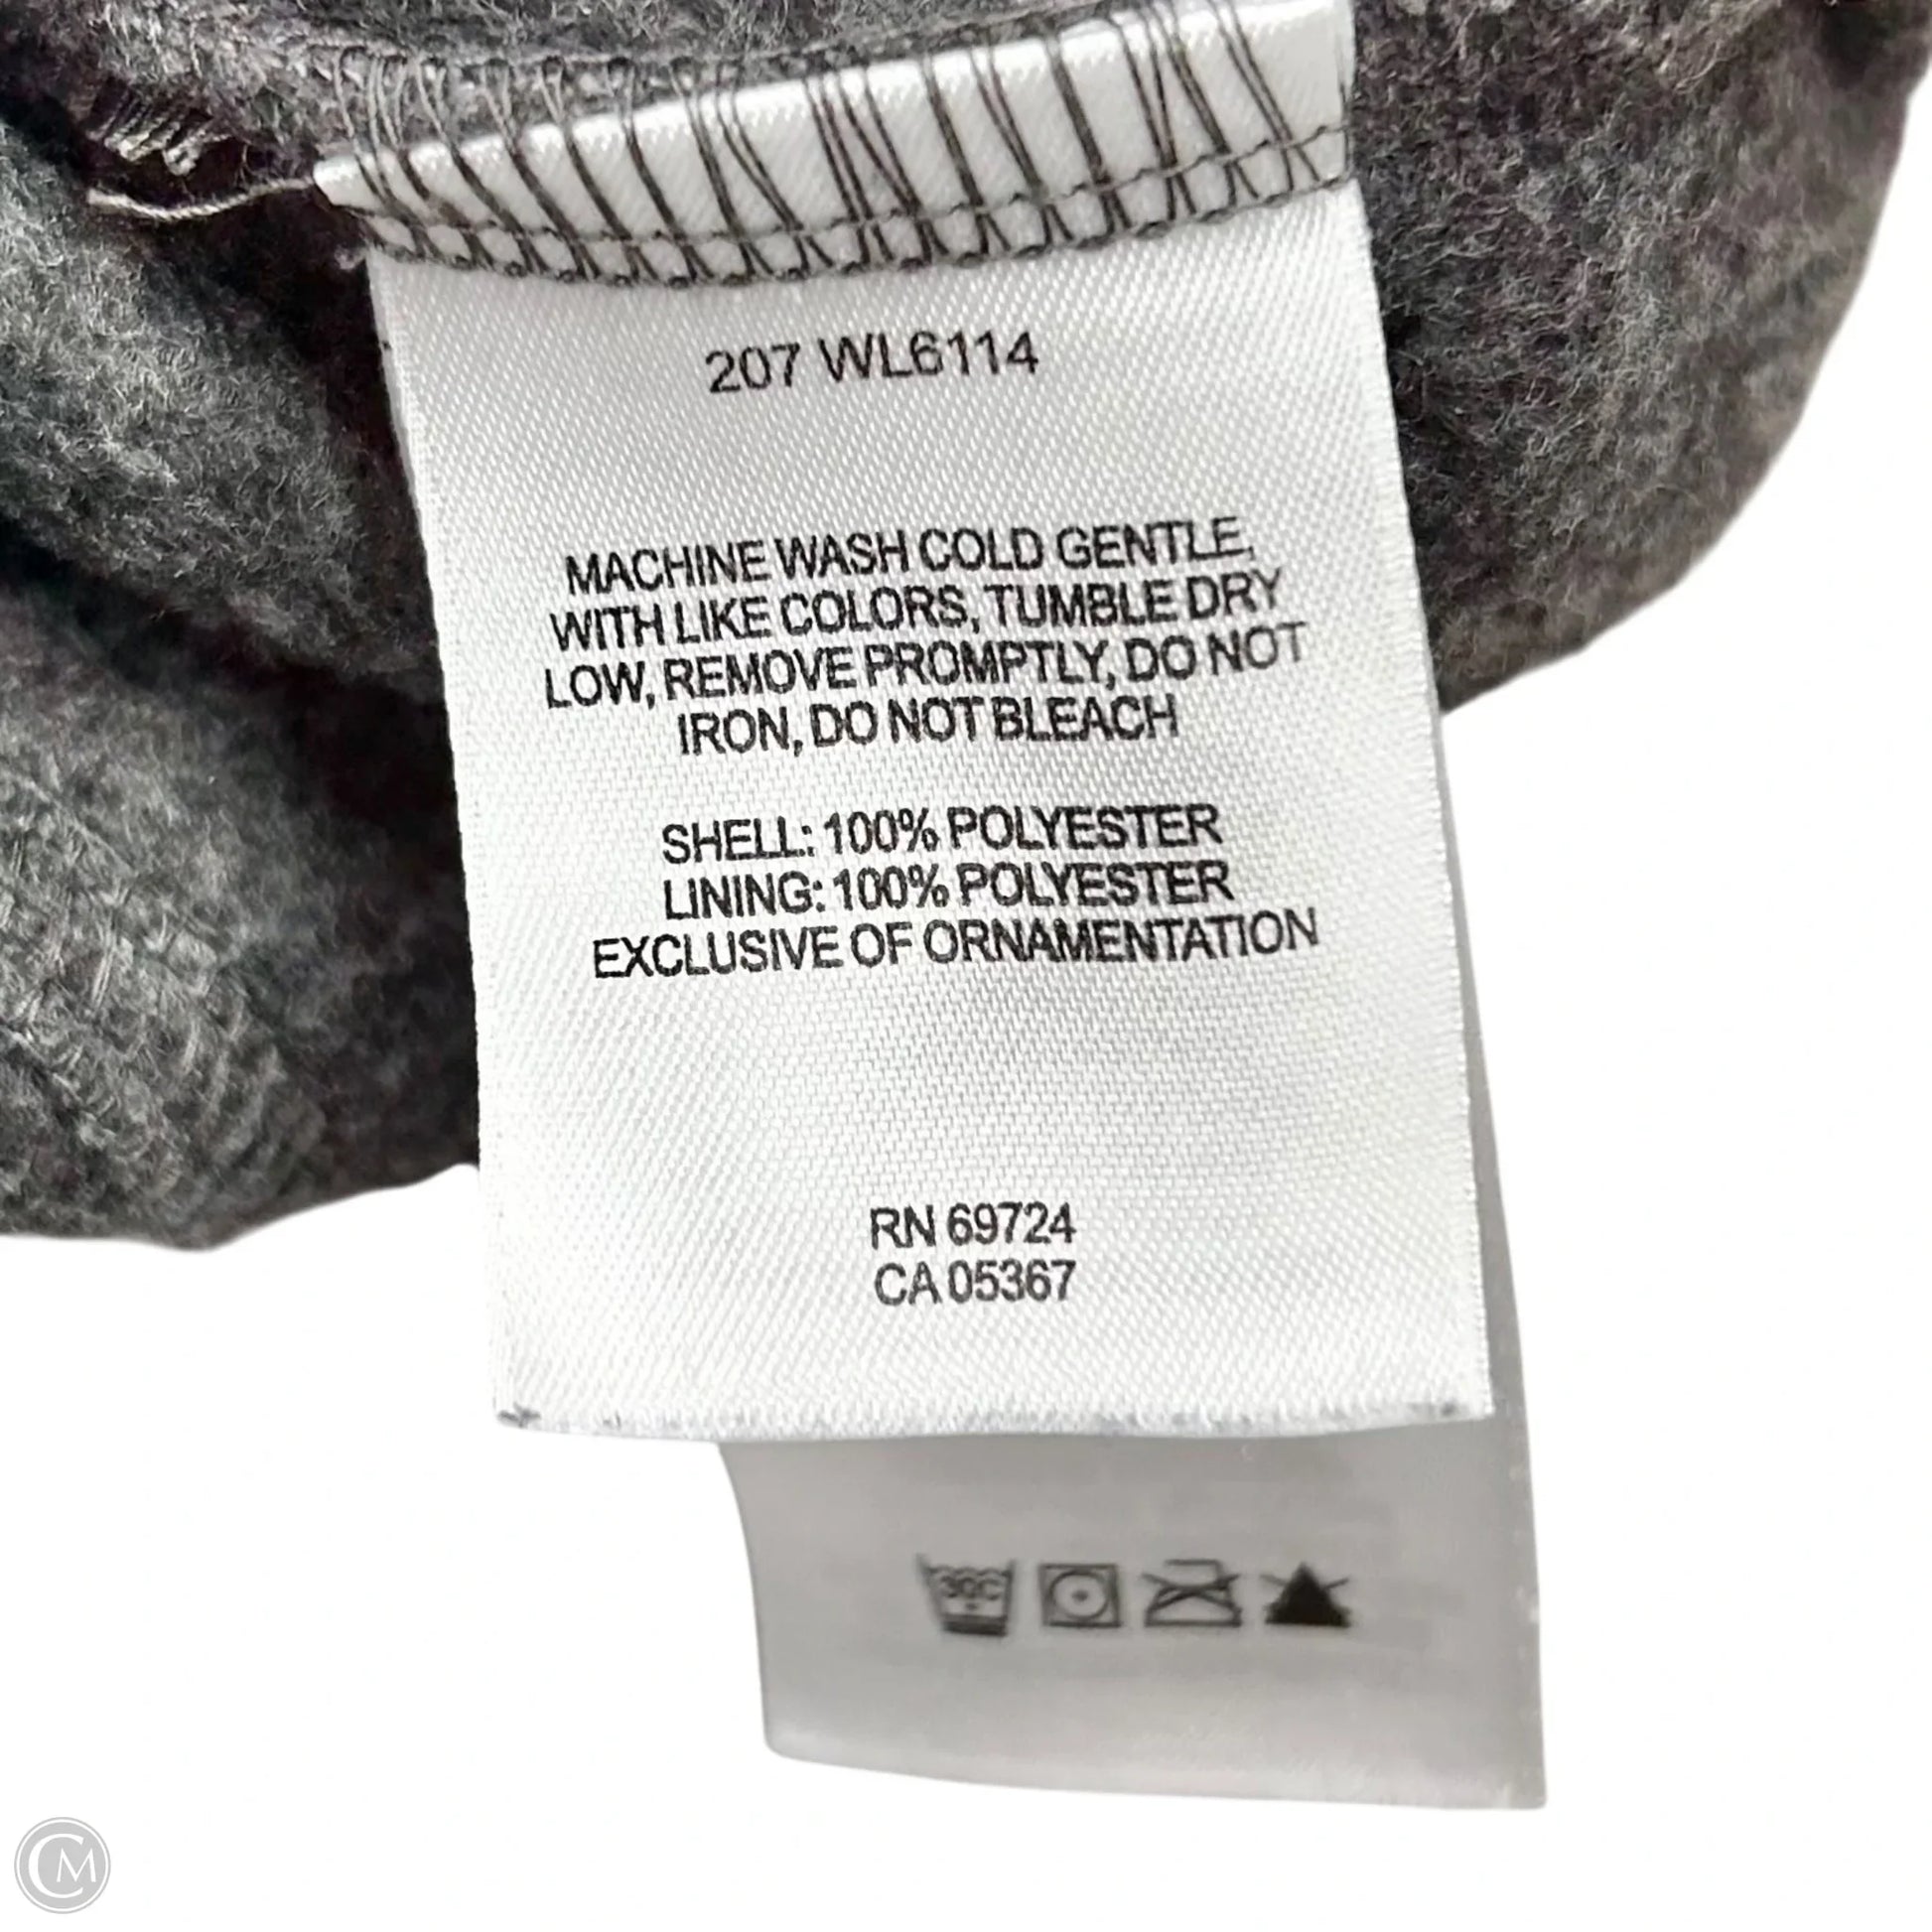 207 WL6114
MACHINE WASH COLD GENTLE,
WITH LIKE COLORS, TUMBLE DRY
LOW, REMOVE PROMPTLY, DO NOT
IRON, DO NOT BLEACH
SHELL: 100% POLYESTER
LINING: 100% POLYESTER
EXCLUSIVE OF ORNAMENTATION
RN 69724
CA 05367
30C
CM